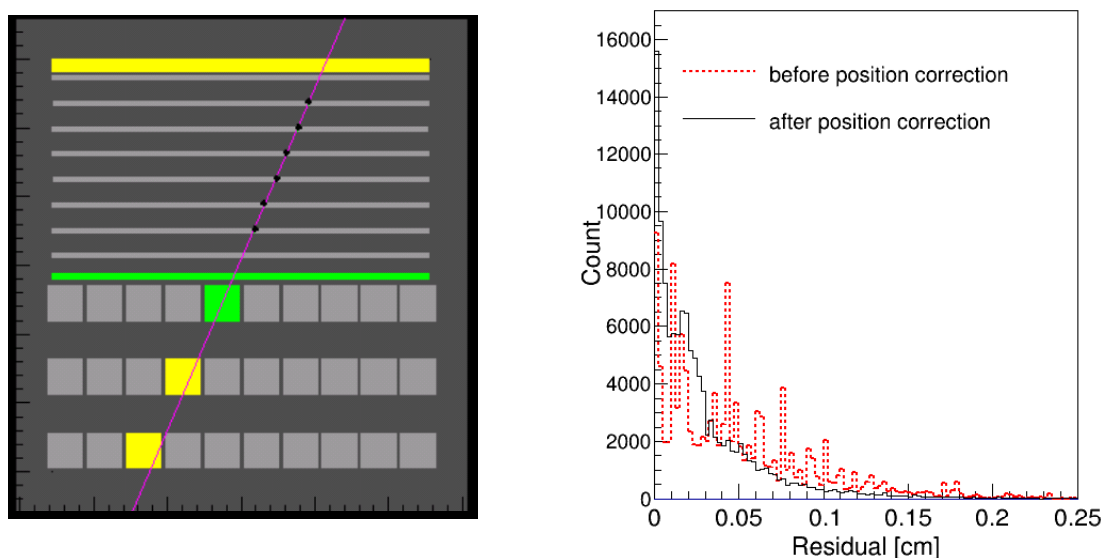 16000
before position correction
14000
after position correction
12000
10000
Count
8000
6000
4000
2000
0
0 0.05 0.1 0.15 0.2 0.25
Residual [cm]